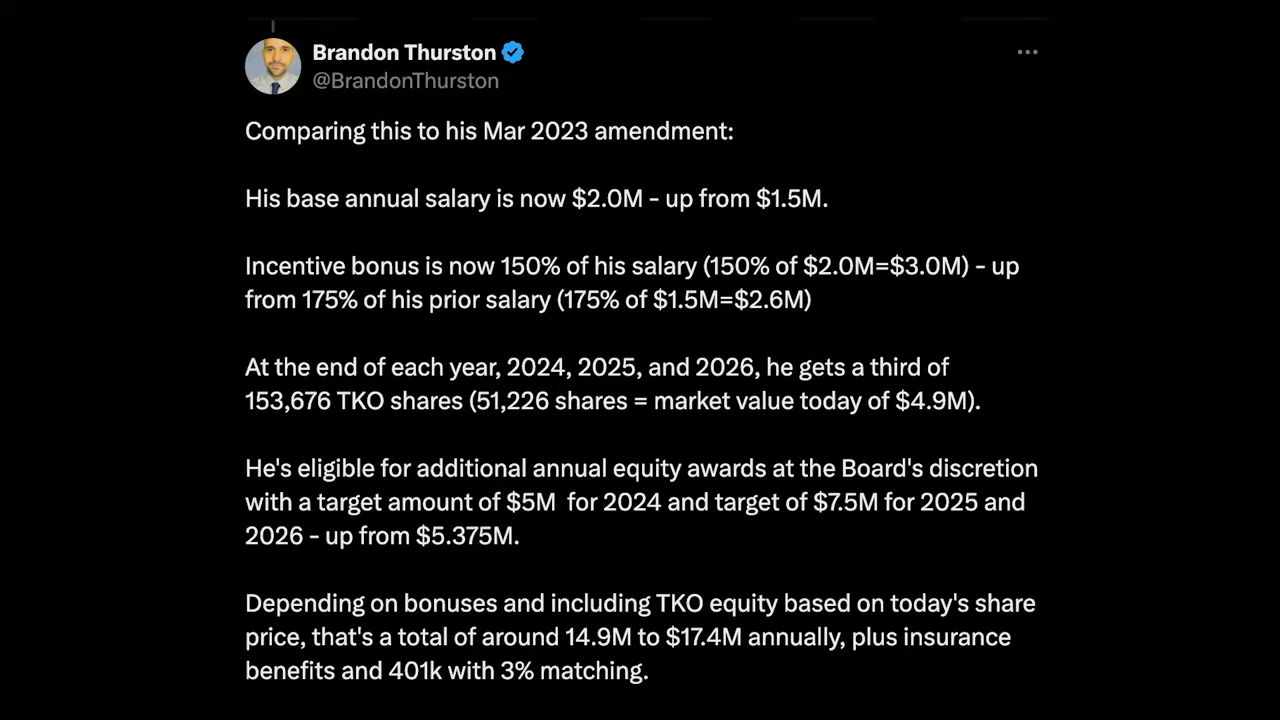 Brandon Thurston
@BrandonThurston
Comparing this to his Mar 2023 amendment:
His base annual salary is now $2.0M - up from $1.5M.
Incentive bonus is now 150% of his salary (150% of $2.0M=$3.0M) - up
from 175% of his prior salary (175% of $1.5M=$2.6M)
At the end of each year, 2024, 2025, and 2026, he gets a third of
153,676 TKO shares (51,226 shares = market value today of $4.9M).
He's eligible for additional annual equity awards at the Board's discretion
with a target amount of $5M  for 2024 and target of $7.5M for 2025 and
2026 - up from $5.375M.
Depending on bonuses and including TKO equity based on today's share
price, that's a total of around 14.9M to $17.4M annually, plus insurance
benefits and 401k with 3% matching.